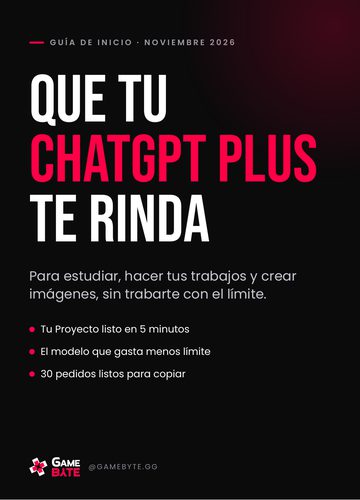 GUÍA DE INICIO · NOVIEMBRE 2026
QUE TU
CHATGPT PLUS
TE RINDA
Para estudiar, hacer tus trabajos y crear
imágenes, sin trabarte con el límite.
Tu Proyecto listo en 5 minutos
El modelo que gasta menos límite
30 pedidos listos para copiar
GAME
BYTE
@GAMEBYTE.GG